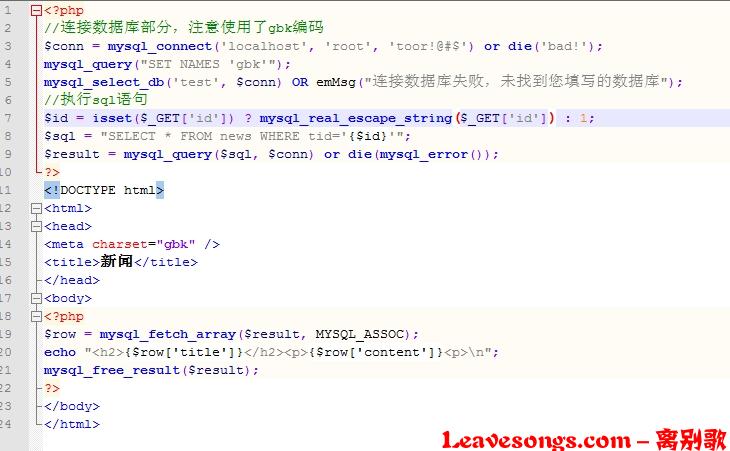 1 <?php
2 //连接数据库部分，注意使用了gbk编码
3 $conn = mysql_connect('localhost', 'root', 'toor!@#$') or die('bad!');
4 mysql_query("SET NAMES 'gbk'");
5 mysql_select_db('test', $conn) OR emMsg("连接数据库失败，未找到您填写的数据库");
6 //执行sql语句
7 $id = isset($_GET['id']) ? mysql_real_escape_string($_GET['id']) : 1;
8 $sql = "SELECT * FROM news WHERE tid='{$id}'";
9 $result = mysql_query($sql, $conn) or die(mysql_error());
10 ?>
11 <!DOCTYPE html>
12 <html>
13 <head>
14 <meta charset="gbk" />
15 <title>新闻</title>
16 </head>
17 <body>
18 <?php
19 $row = mysql_fetch_array($result, MYSQL_ASSOC);
20 echo "<h2>{$row['title']}</h2><p>{$row['content']}<p>\n";
21 mysql_free_result($result);
22 ?>
23 </body>
24 </html>
Leavesongs.com - 离别歌